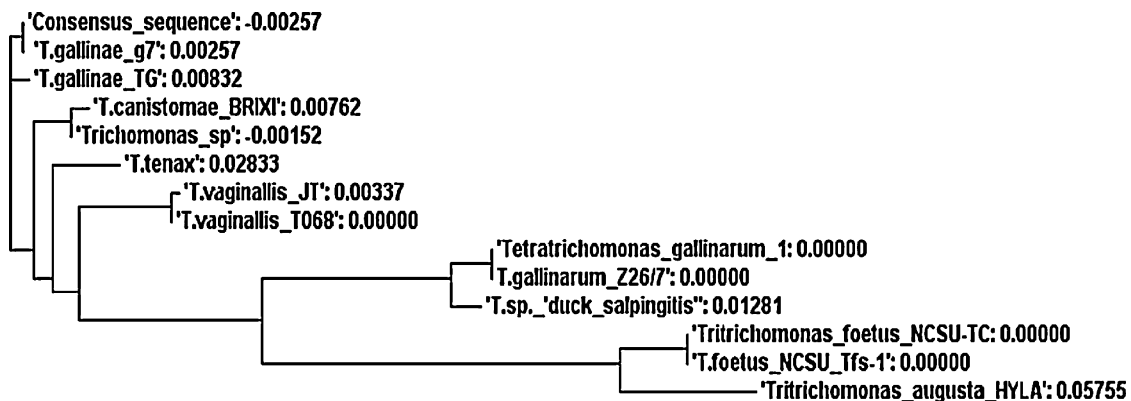 'Consensus_sequence': -0.00257
'T.gallinae_g7': 0.00257
'T.gallinae_TG': 0.00832
'T.canistomae_BRIXI': 0.00762
'Trichomonas_sp': -0.00152
'T.tenax': 0.02833
'T.vaginallis_JT': 0.00337
'T.vaginallis_T068': 0.00000
'Tetratrichomonas_gallinarum_1: 0.00000
T.gallinarum_Z26/7': 0.00000
'T.sp._'duck_salpingitis'': 0.01281
'Tritrichomonas_foetus_NCSU-TC: 0.00000
'T.foetus_NCSU_Tfs-1': 0.00000
'Tritrichomonas_augusta_HYLA': 0.05755